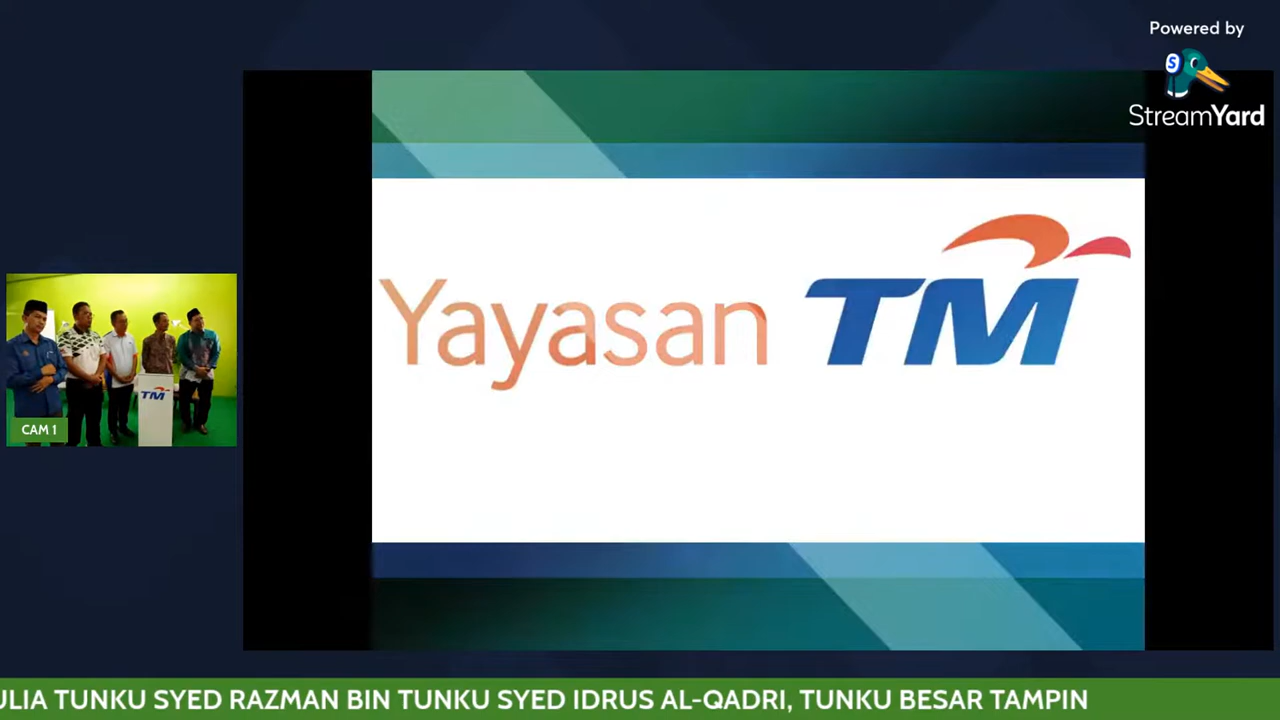 Powered by
StreamYard
Yayasan TM
TM
CAM 1
TUNKU SYED RAZMAN BIN TUNKU SYED IDRUS AL-QADRI, TUNKU BESAR TAMPIN